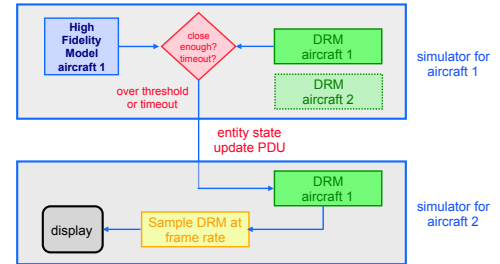 High
Fidelity
Model
aircraft 1
close
enough?
timeout?
DRM
aircraft 1
DRM
aircraft 2
simulator for
aircraft 1
over threshold
or timeout
entity state
update PDU
DRM
aircraft 1
simulator for
aircraft 2
display
Sample DRM at
frame rate